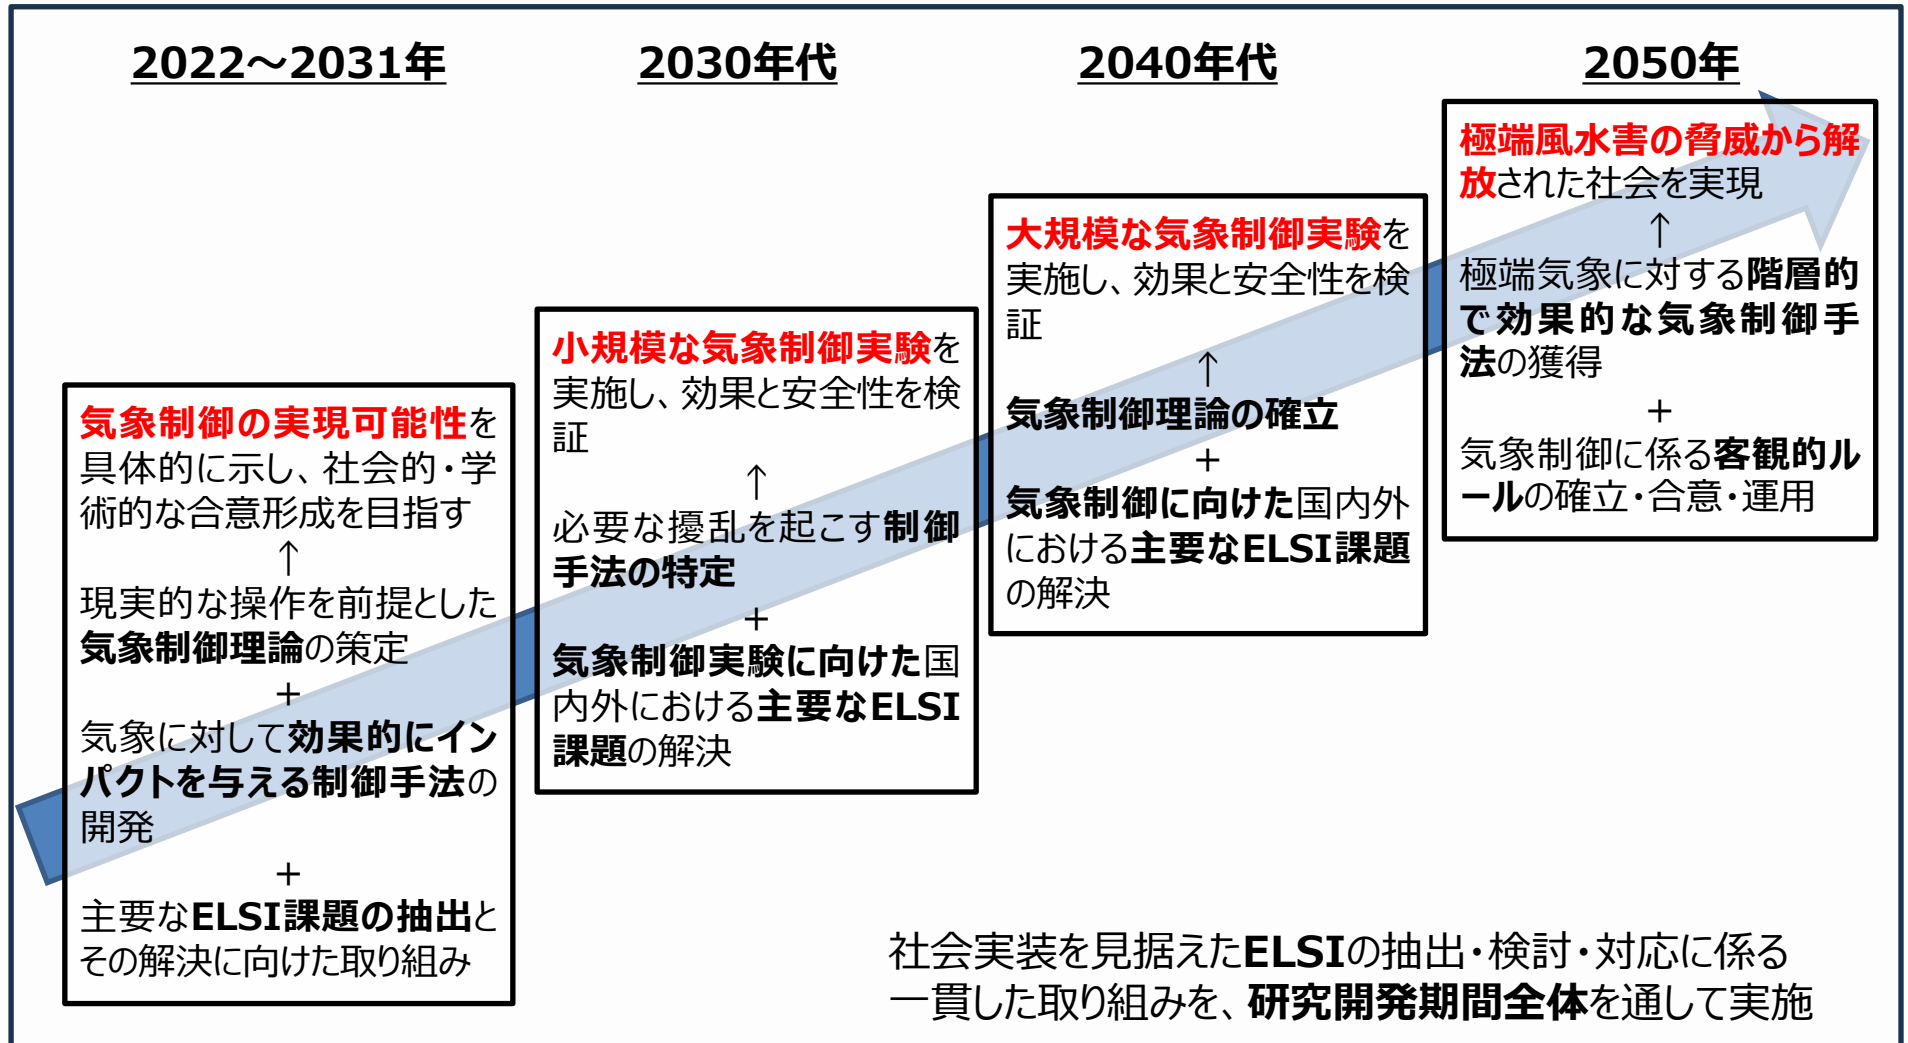 2022～2031年
気象制御の実現可能性を
具体的に示し、社会的・学
術的な合意形成を目指す
↑
現実的な操作を前提とした
気象制御理論の策定
＋
気象に対して効果的にイン
パクトを与える制御手法の
開発
＋
主要なELSI課題の抽出と
その解決に向けた取り組み
2030年代
小規模な気象制御実験を
実施し、効果と安全性を検
証
↑
必要な擾乱を起こす制御
手法の特定
＋
気象制御実験に向けた国
内外における主要なELSI
課題の解決
2040年代
大規模な気象制御実験を
実施し、効果と安全性を検
証
↑
気象制御理論の確立
＋
気象制御に向けた国内外
における主要なELSI課題
の解決
2050年
極端風水害の脅威から解
放された社会を実現
↑
極端気象に対する階層的
で効果的な気象制御手
法の獲得
＋
気象制御に係る客観的ル
ールの確立・合意・運用
社会実装を見据えたELSIの抽出・検討・対応に係る
一貫した取り組みを、研究開発期間全体を通して実施